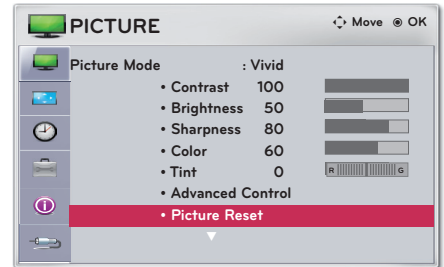 PICTURE Move OK
Picture Mode : Vivid
• Contrast 100
• Brightness 50
• Sharpness 80
• Color 60
• Tint 0 R G
• Advanced Control
• Picture Reset